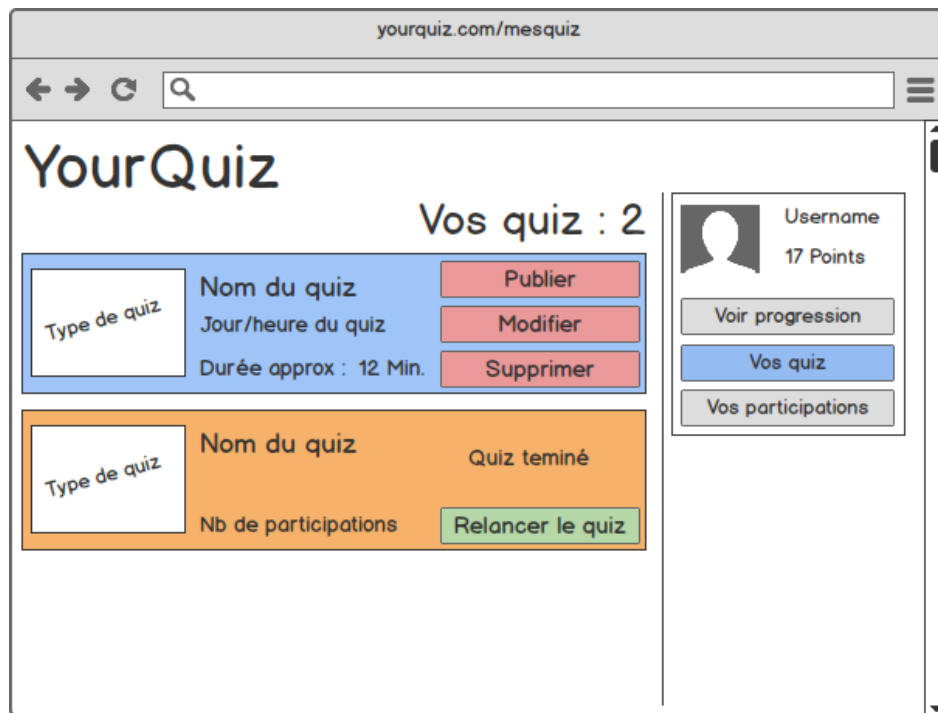 yourquiz.com/mesquiz
YourQuiz
Vos quiz : 2
Type de quiz
Nom du quiz
Jour/heure du quiz
Durée approx : 12 Min.
Publier
Modifier
Supprimer
Type de quiz
Nom du quiz
Nb de participations
Quiz teminé
Relancer le quiz
Username
17 Points
Voir progression
Vos quiz
Vos participations